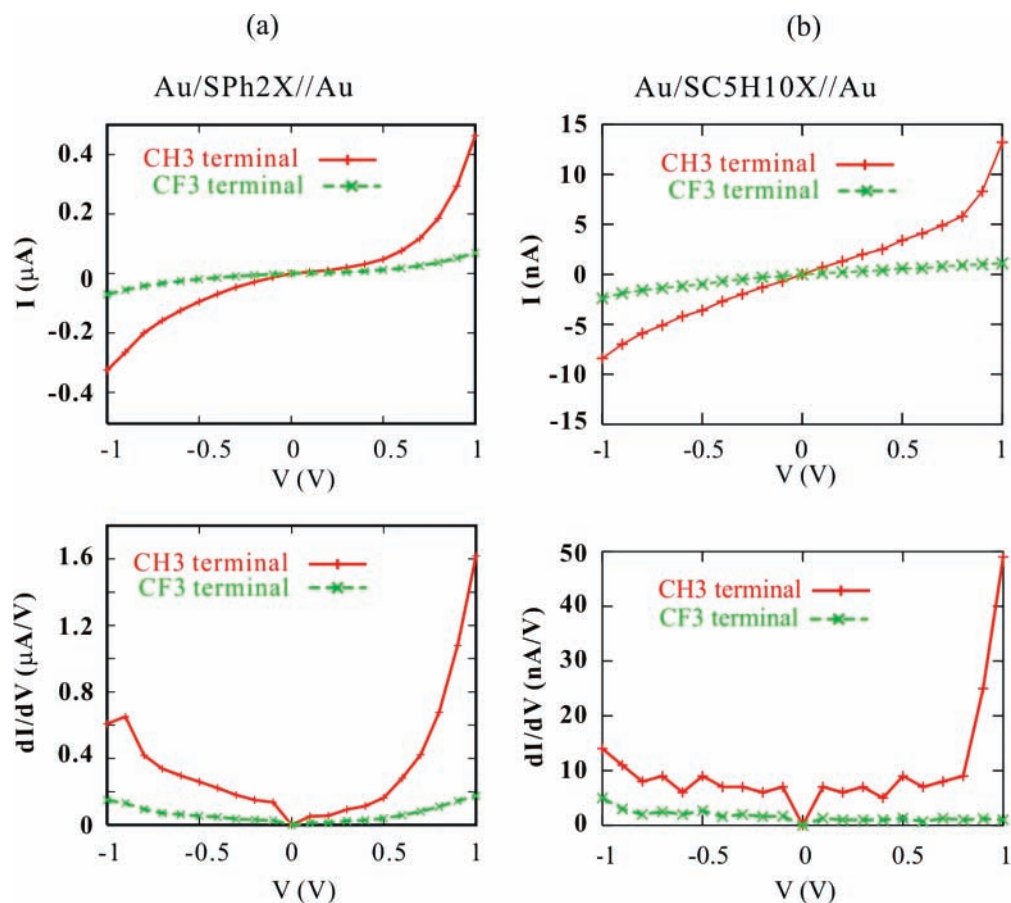 (a)
(b)
Au/SPh2X//Au
Au/SC5H10X//Au
CH3 terminal
CF3 terminal
0.4
0.2
0
-0.2
-0.4
I (μA)
-1 -0.5 0 0.5 1
V (V)
CH3 terminal
CF3 terminal
15
10
5
0
-5
-10
-15
I (nA)
-1 -0.5 0 0.5 1
V (V)
CH3 terminal
CF3 terminal
1.6
1.2
0.8
0.4
0
dI/dV (μA/V)
-1 -0.5 0 0.5 1
V (V)
CH3 terminal
CF3 terminal
50
40
30
20
10
0
dI/dV (nA/V)
-1 -0.5 0 0.5 1
V (V)